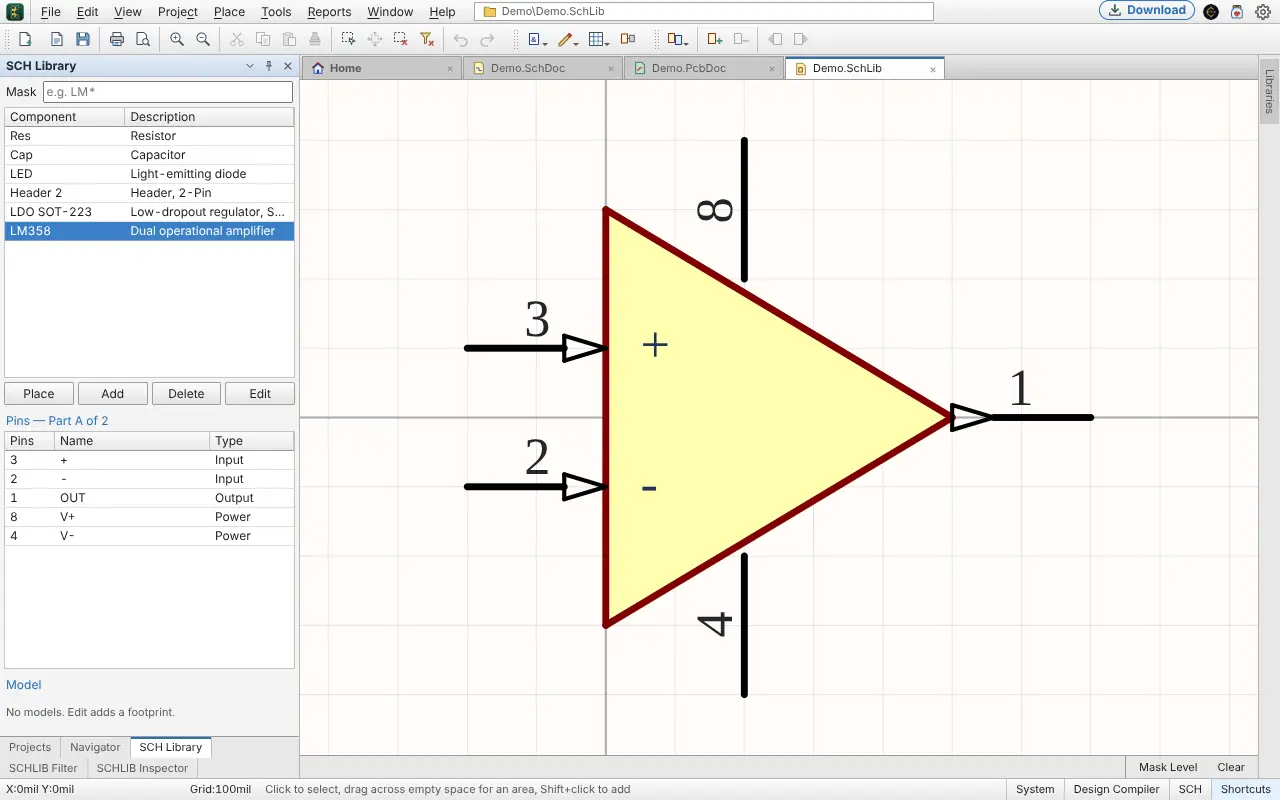 File Edit View Project Place Tools Reports Window Help Demo\Demo.SchLib Download
SCH Library
Home Demo.SchDoc Demo.PcbDoc Demo.SchLib
Mask e.g. LM*
Component Description
Res Resistor
Cap Capacitor
LED Light-emitting diode
Header 2 Header, 2-Pin
LDO SOT-223 Low-dropout regulator, S...
LM358 Dual operational amplifier
Place Add Delete Edit
Pins — Part A of 2
Pins Name Type
3 + Input
2 - Input
1 OUT Output
8 V+ Power
4 V- Power
Model
No models. Edit adds a footprint.
Projects Navigator SCH Library
SCHLIB Filter SCHLIB Inspector
8
3
+
1
2
-
4
Libraries
Mask Level Clear
X:0mil Y:0mil Grid:100mil Click to select, drag across empty space for an area, Shift+click to add System Design Compiler SCH Shortcuts